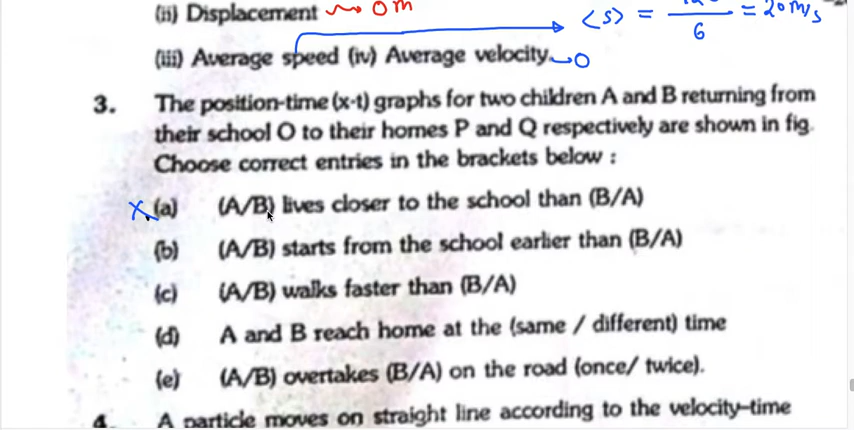 (ii) Displacement 0 m
<s> = 6 = 20 m/s
(iii) Average speed (iv) Average velocity 0
3. The position-time (x-t) graphs for two children A and B returning from
their school O to their homes P and Q respectively are shown in fig.
Choose correct entries in the brackets below :
x (a) (A/B) lives closer to the school than (B/A)
(b) (A/B) starts from the school earlier than (B/A)
(c) (A/B) walks faster than (B/A)
(d) A and B reach home at the (same / different) time
(e) (A/B) overtakes (B/A) on the road (once/ twice).
4. A particle moves on straight line according to the velocity-time